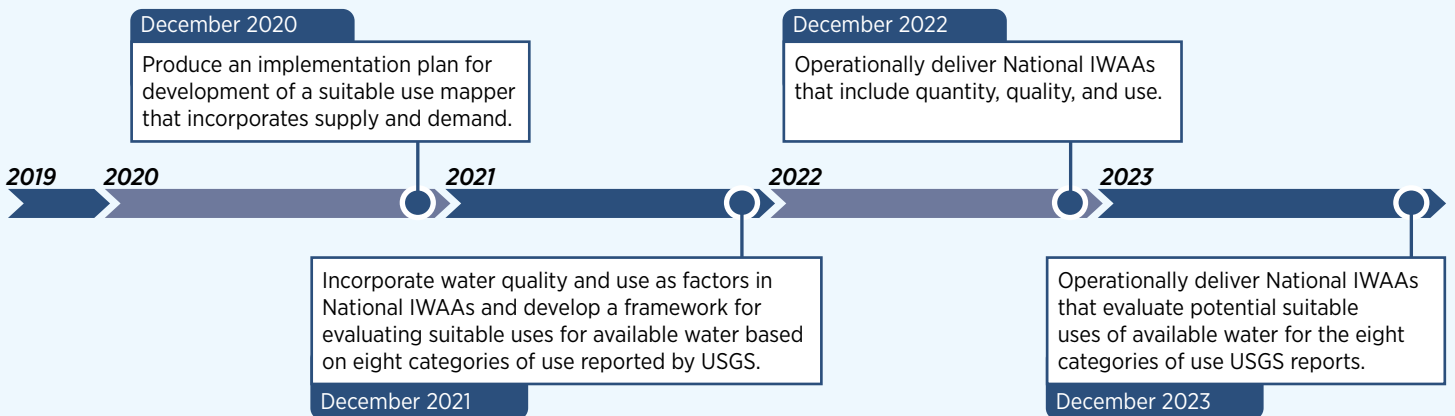 December 2020
Produce an implementation plan for
development of a suitable use mapper
that incorporates supply and demand.
December 2022
Operationally deliver National IWAAs
that include quantity, quality, and use.
2019
2020
2021
2022
2023
Incorporate water quality and use as factors in
National IWAAs and develop a framework for
evaluating suitable uses for available water based
on eight categories of use reported by USGS.
December 2021
Operationally deliver National IWAAs
that evaluate potential suitable
uses of available water for the eight
categories of use USGS reports.
December 2023